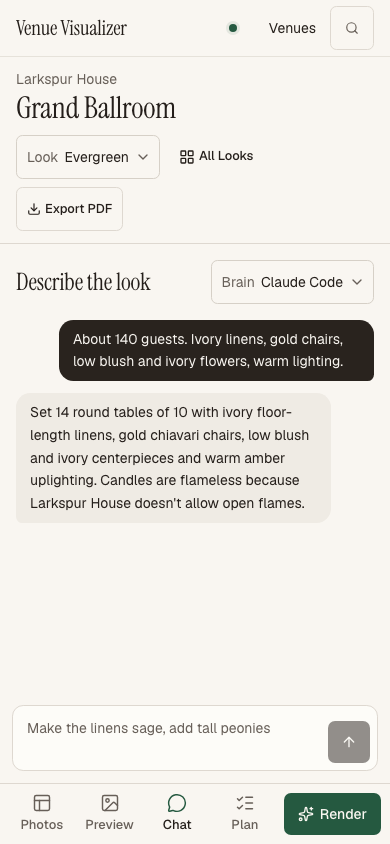 Venue Visualizer
Venues
Larkspur House
Grand Ballroom
Look Evergreen
All Looks
Export PDF
Describe the look
Brain Claude Code
About 140 guests. Ivory linens, gold chairs,
low blush and ivory flowers, warm lighting.
Set 14 round tables of 10 with ivory floor-
length linens, gold chiavari chairs, low blush
and ivory centerpieces and warm amber
uplighting. Candles are flameless because
Larkspur House doesn't allow open flames.
Make the linens sage, add tall peonies
Photos
Preview
Chat
Plan
Render